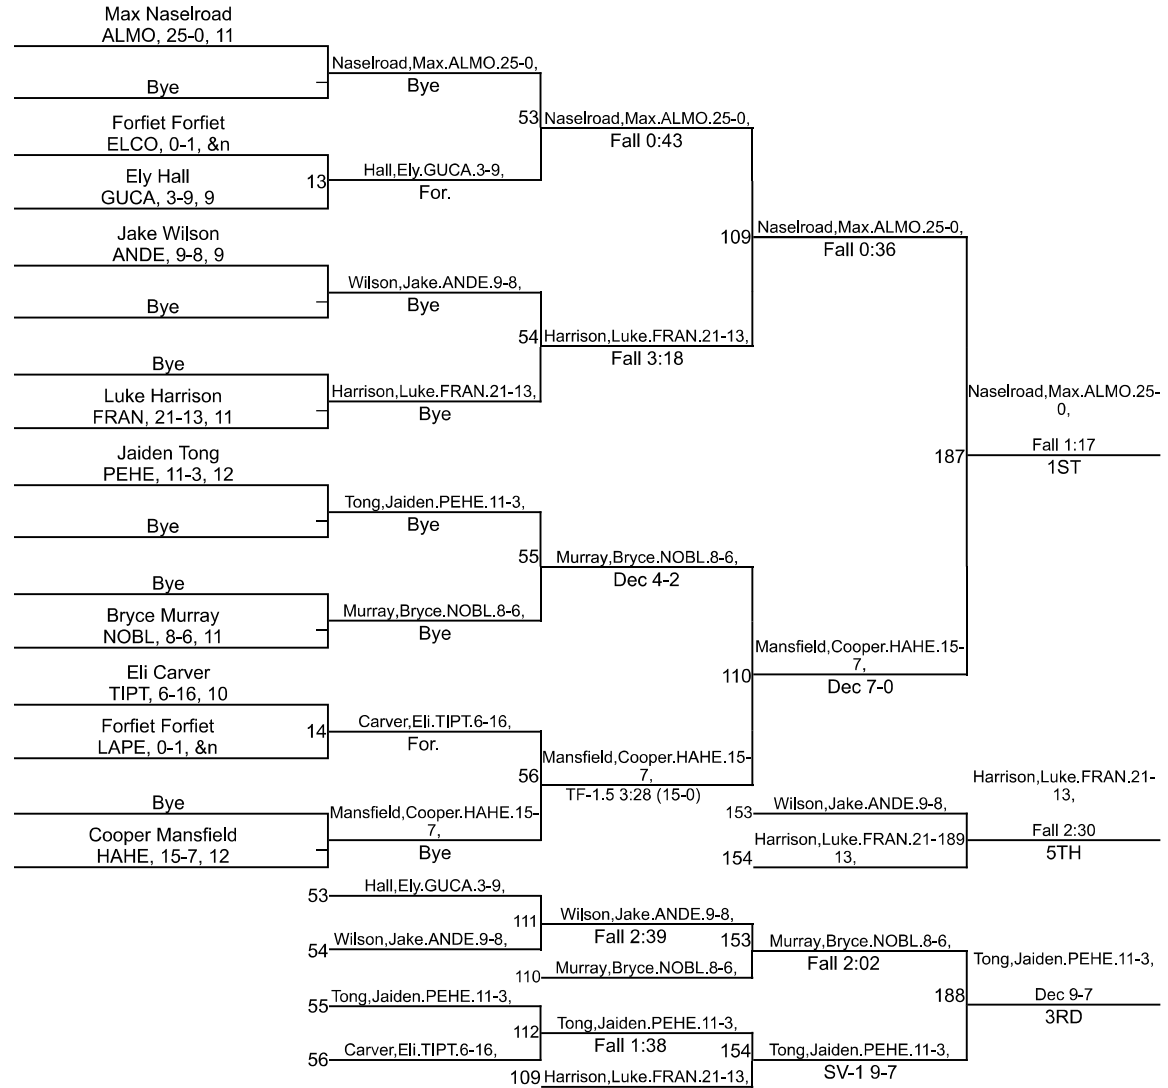 Max Naselroad
ALMO, 25-0, 11
Bye
Forfiet Forfiet
ELCO, 0-1, &n
Ely Hall
GUCA, 3-9, 9
Jake Wilson
ANDE, 9-8, 9
Bye
Bye
Luke Harrison
FRAN, 21-13, 11
Jaiden Tong
PEHE, 11-3, 12
Bye
Bye
Bryce Murray
NOBL, 8-6, 11
Eli Carver
TIPT, 6-16, 10
Forfiet Forfiet
LAPE, 0-1, &n
Bye
Cooper Mansfield
HAHE, 15-7, 12
Naselroad,Max.ALMO.25-0,
Bye
13
Hall,Ely.GUCA.3-9,
For.
Wilson,Jake.ANDE.9-8,
Bye
Harrison,Luke.FRAN.21-13,
Bye
Tong,Jaiden.PEHE.11-3,
Bye
Murray,Bryce.NOBL.8-6,
Bye
14
Carver,Eli.TIPT.6-16,
For.
Mansfield,Cooper.HAHE.15-
7,
Bye
53
Naselroad,Max.ALMO.25-0,
Fall 0:43
54
Harrison,Luke.FRAN.21-13,
Fall 3:18
55
Murray,Bryce.NOBL.8-6,
Dec 4-2
56
Mansfield,Cooper.HAHE.15-
7,
TF-1.5 3:28 (15-0)
109
Naselroad,Max.ALMO.25-0,
Fall 0:36
110
Mansfield,Cooper.HAHE.15-
7,
Dec 7-0
187
Naselroad,Max.ALMO.25-
0,
Fall 1:17
1ST
153
Wilson,Jake.ANDE.9-8,
154
Harrison,Luke.FRAN.21-
13,
189
Harrison,Luke.FRAN.21-
13,
Fall 2:30
5TH
53
Hall,Ely.GUCA.3-9,
54
Wilson,Jake.ANDE.9-8,
111
Wilson,Jake.ANDE.9-8,
Fall 2:39
110
Murray,Bryce.NOBL.8-6,
153
Murray,Bryce.NOBL.8-6,
Fall 2:02
55
Tong,Jaiden.PEHE.11-3,
56
Carver,Eli.TIPT.6-16,
112
Tong,Jaiden.PEHE.11-3,
Fall 1:38
109
Harrison,Luke.FRAN.21-13,
154
Tong,Jaiden.PEHE.11-3,
SV-1 9-7
188
Tong,Jaiden.PEHE.11-3,
Dec 9-7
3RD